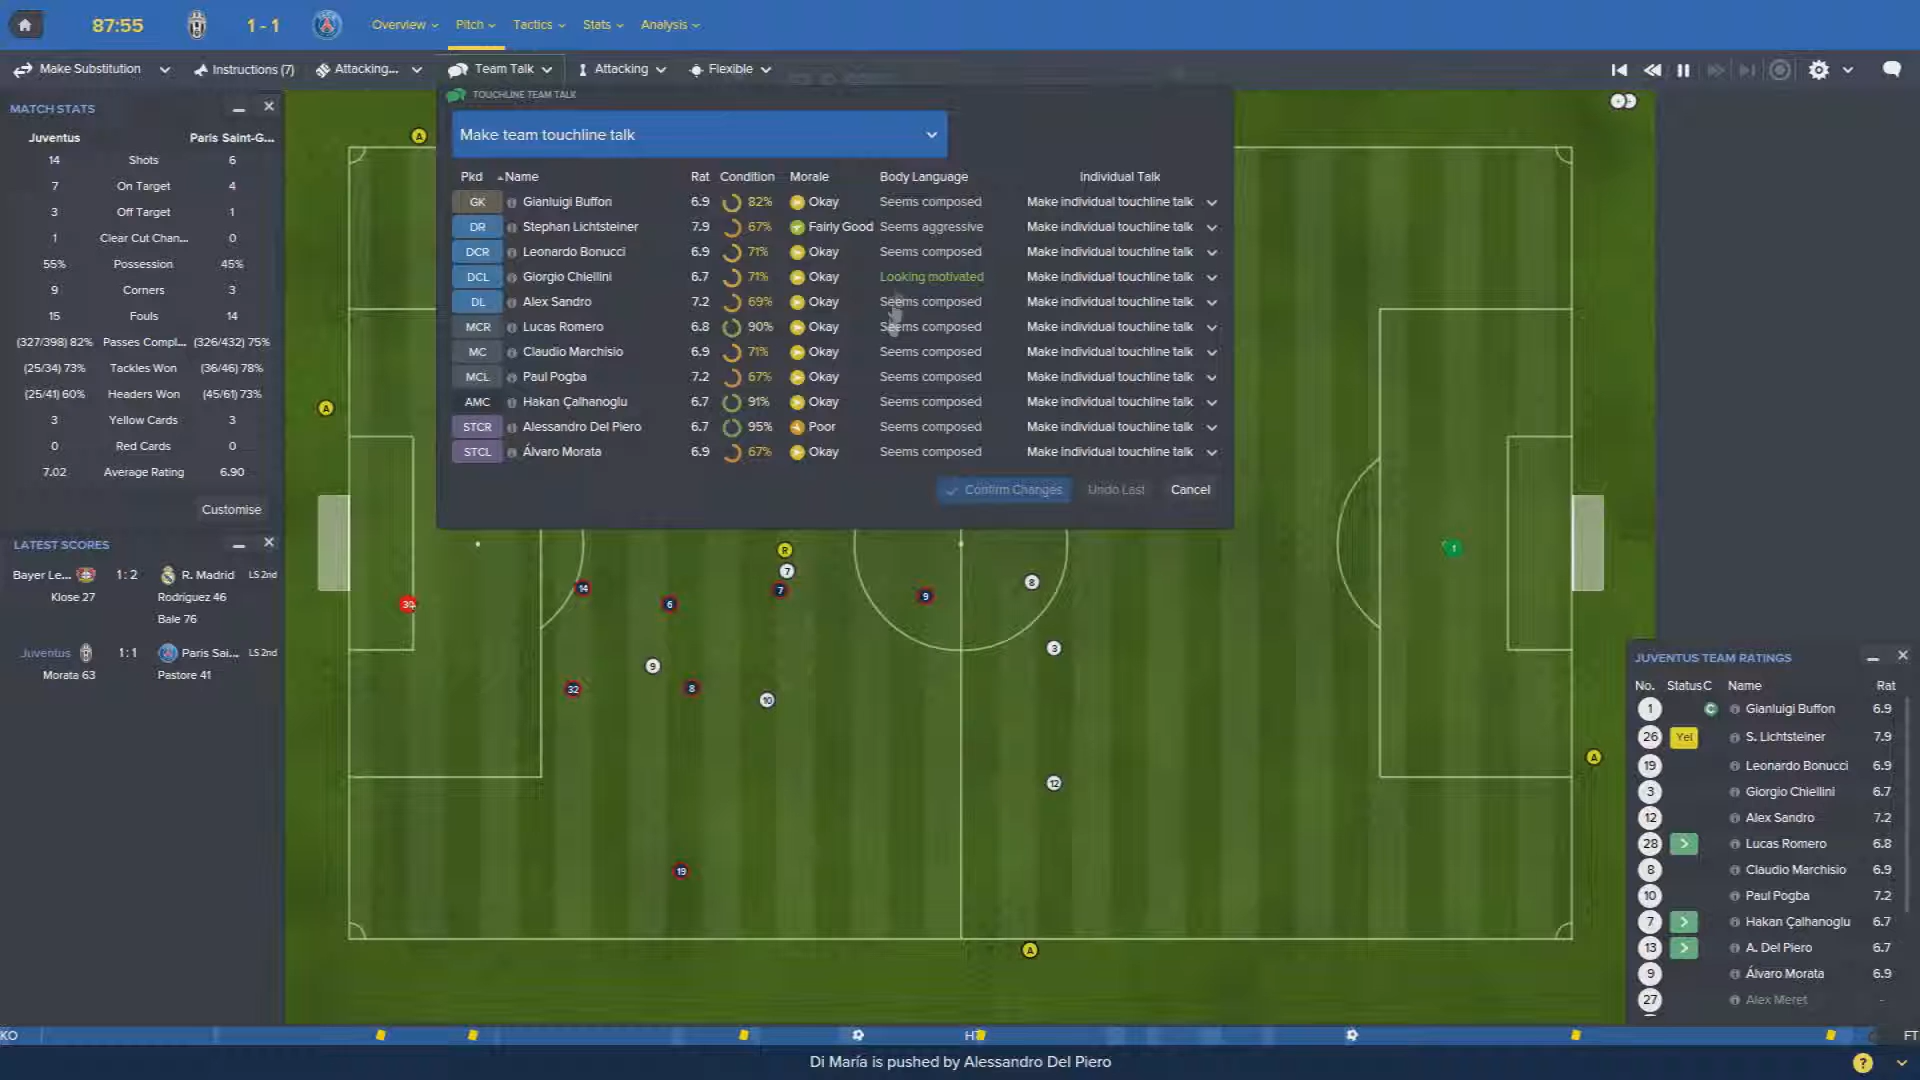 87:55 1 - 1 Overview Pitch Tactics Stats Analysis
Make Substitution Instructions (7) Attacking... Team Talk Attacking Flexible
MATCH STATS
Juventus Paris Saint-G...
14 Shots 6
7 On Target 4
3 Off Target 1
1 Clear Cut Chan... 0
55% Possession 45%
9 Corners 3
15 Fouls 14
(327/398) 82% Passes Compl... (326/432) 75%
(25/34) 73% Tackles Won (36/46) 78%
(25/41) 60% Headers Won (45/61) 73%
3 Yellow Cards 3
0 Red Cards 0
7.02 Average Rating 6.90
Customise
LATEST SCORES
Bayer Le... 1 : 2 R. Madrid LS 2nd
Klose 27 Rodríguez 46
Bale 76
Juventus 1:1 Paris Sai... LS 2nd
Morata 63 Pastore 41
TOUCHLINE TEAM TALK
Make team touchline talk
Pkd Name Rat Condition Morale Body Language Individual Talk
GK Gianluigi Buffon 6.9 82% Okay Seems composed Make individual touchline talk
DR Stephan Lichtsteiner 7.9 67% Fairly Good Seems aggressive Make individual touchline talk
DCR Leonardo Bonucci 6.9 71% Okay Seems composed Make individual touchline talk
DCL Giorgio Chiellini 6.7 71% Okay Looking motivated Make individual touchline talk
DL Alex Sandro 7.2 69% Okay Seems composed Make individual touchline talk
MCR Lucas Romero 6.8 90% Okay Seems composed Make individual touchline talk
MC Claudio Marchisio 6.9 71% Okay Seems composed Make individual touchline talk
MCL Paul Pogba 7.2 67% Okay Seems composed Make individual touchline talk
AMC Hakan Çalhanoglu 6.7 91% Okay Seems composed Make individual touchline talk
STCR Alessandro Del Piero 6.7 95% Poor Seems composed Make individual touchline talk
STCL Álvaro Morata 6.9 67% Okay Seems composed Make individual touchline talk
Confirm Changes Undo Last Cancel
A
A
R
7
14
6
7
9
8
1
30
3
9
32
8
10
12
A
19
A
JUVENTUS TEAM RATINGS
No. Status C Name Rat
1 C Gianluigi Buffon 6.9
26 Yel S. Lichtsteiner 7.9
19 Leonardo Bonucci 6.9
3 Giorgio Chiellini 6.7
12 Alex Sandro 7.2
28 Lucas Romero 6.8
8 Claudio Marchisio 6.9
10 Paul Pogba 7.2
7 Hakan Çalhanoglu 6.7
13 A. Del Piero 6.7
9 Álvaro Morata 6.9
27 Alex Meret -
KO HT FT
Di María is pushed by Alessandro Del Piero ?